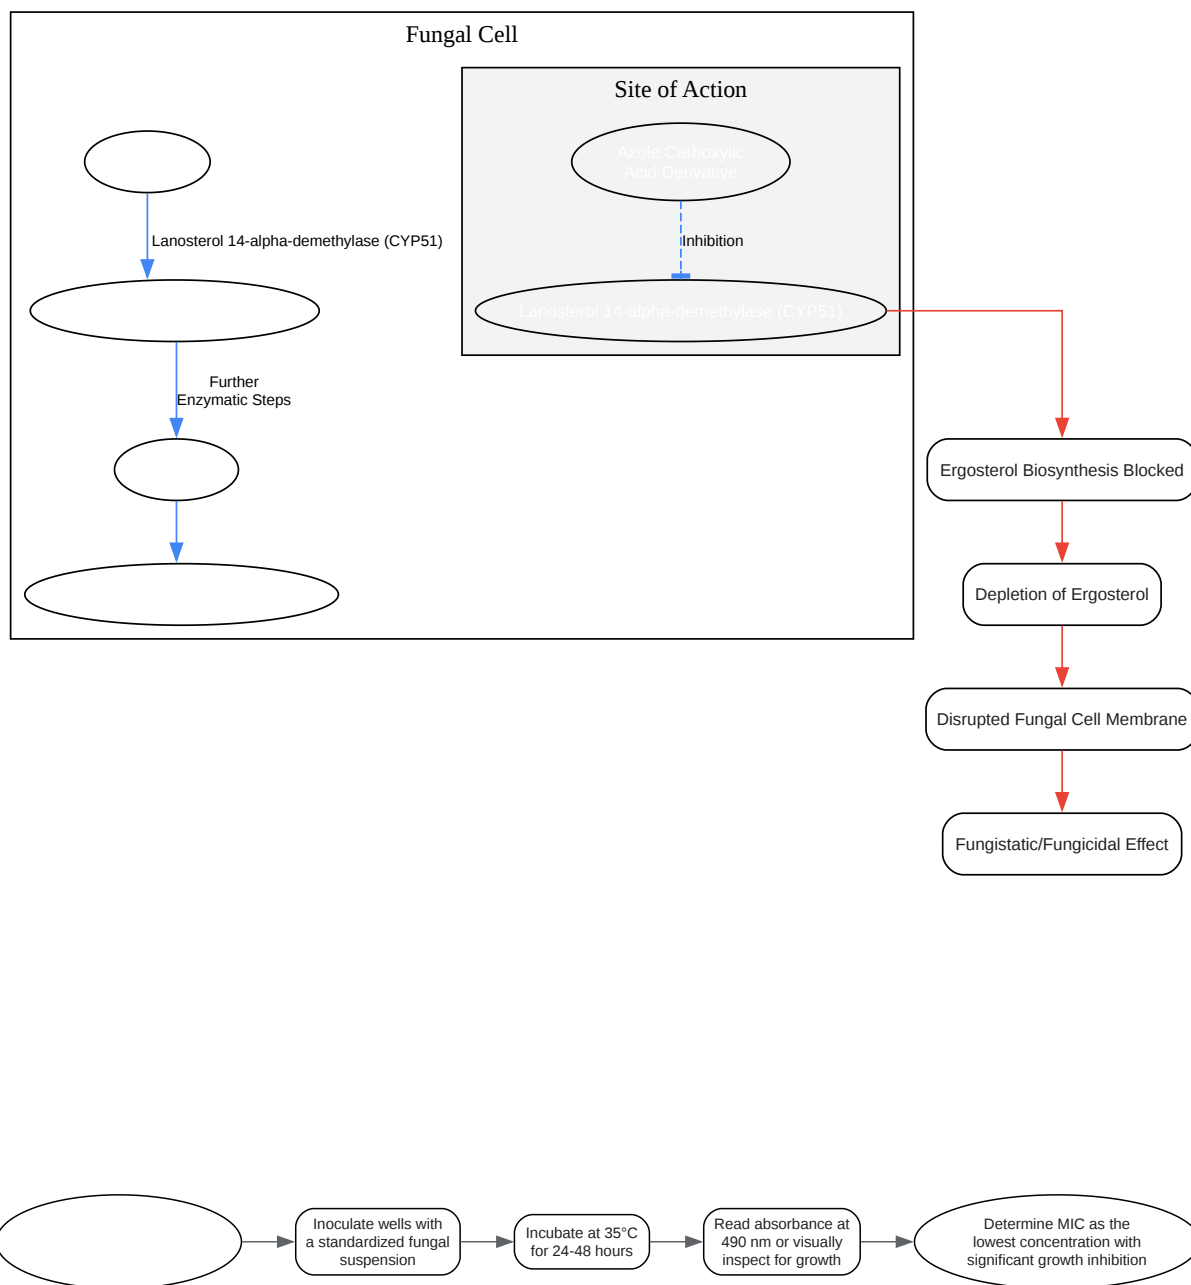 Fungal Cell
Site of Action
Azole Carboxylic
Acid Derivative
Lanosterol 14-alpha-demethylase (CYP51)
Inhibition
Lanosterol 14-alpha-demethylase (CYP51)
Further
Enzymatic Steps
Ergosterol Biosynthesis Blocked
Depletion of Ergosterol
Disrupted Fungal Cell Membrane
Fungistatic/Fungicidal Effect
Inoculate wells with
a standardized fungal
suspension
Incubate at 35°C
for 24-48 hours
Read absorbance at
490 nm or visually
inspect for growth
Determine MIC as the
lowest concentration with
significant growth inhibition